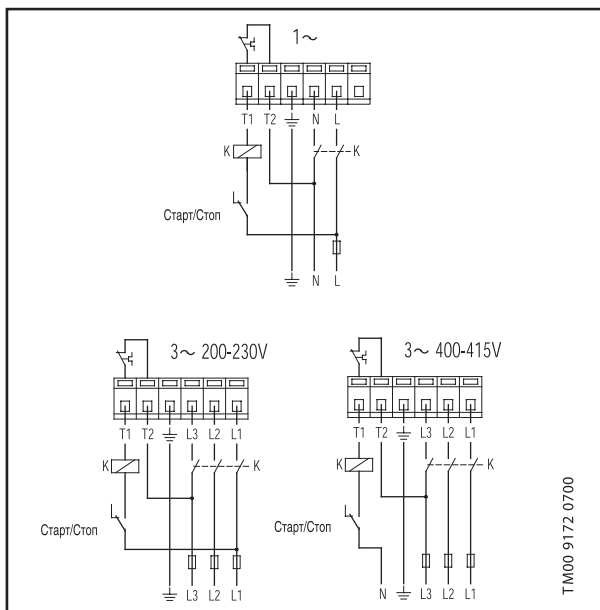 1~
T1 T2 N L
K K
Старт/Стоп
N L
3~ 200-230V
T1 T2 L3 L2 L1
K K
Старт/Стоп
L3 L2 L1
3~ 400-415V
T1 T2 L3 L2 L1
K K
Старт/Стоп
N L3 L2 L1
TM00 9172 0700